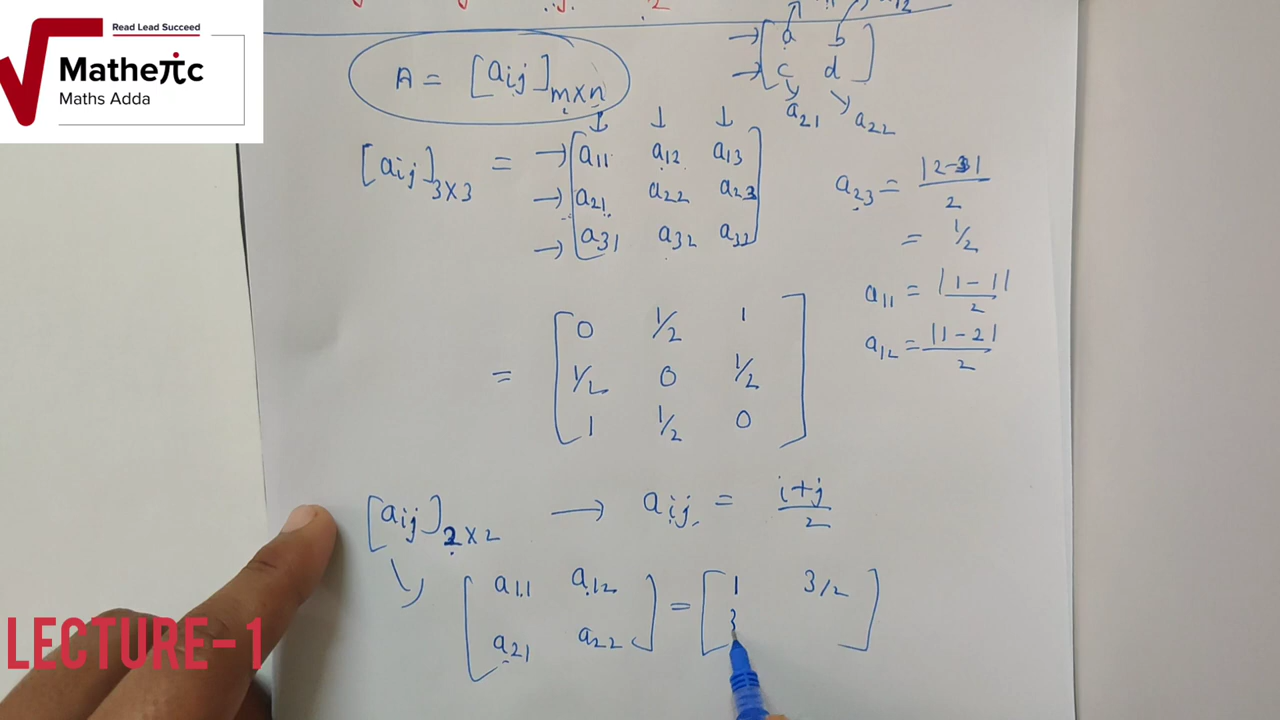 Read Lead Succeed
Matheπc
Maths Adda
[a b
c d]
a21 a22
A = [aij]m×n
[aij]3×3 = [a11 a12 a13
a21 a22 a23
a31 a32 a33]
a23 = |2-3|/2
= 1/2
a11 = |1-1|/2
a12 = |1-2|/2
= [0 1/2 1
1/2 0 1/2
1 1/2 0]
[aij]2×2 → aij = i+j/2
[a11 a12
a21 a22] = [1 3/2
3
LECTURE-1